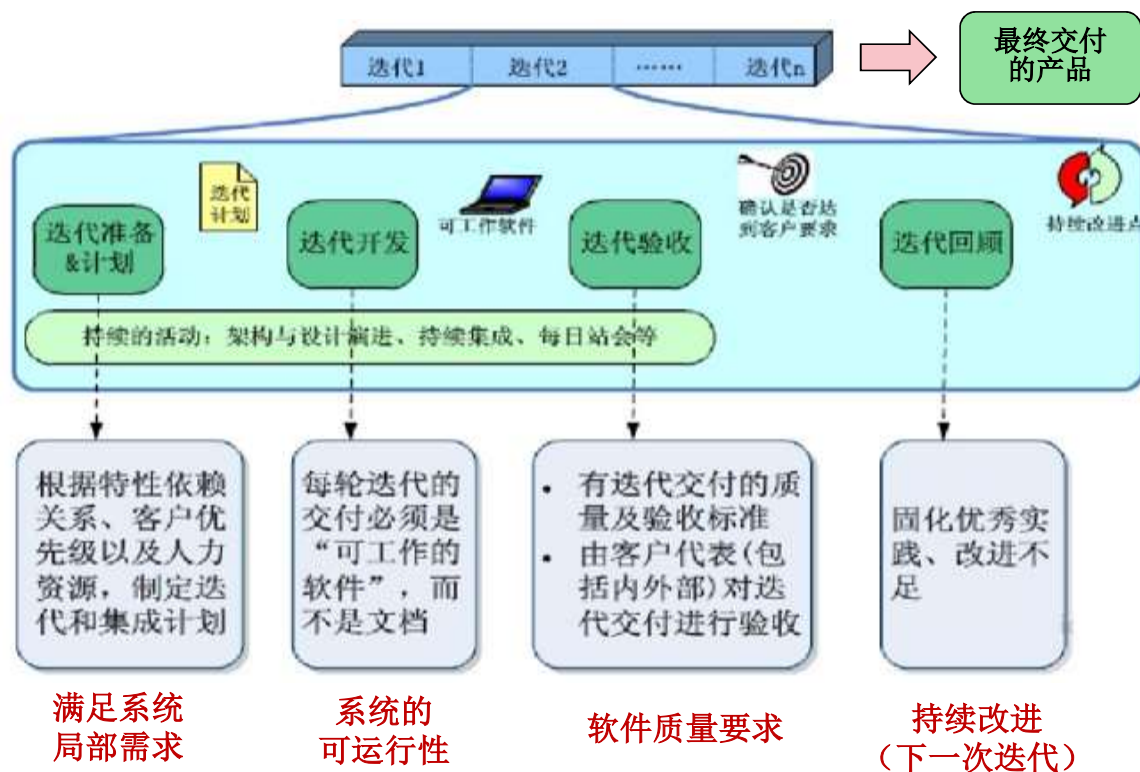 迭代1
迭代2
……
迭代n
最终交付
的产品
迭代准备
&计划
迭代
计划
迭代开发
可工作软件
迭代验收
确认是否达
到客户要求
迭代回顾
持续改进点
持续的活动：架构与设计演进、持续集成、每日站会等
根据特性依赖
关系、客户优
先级以及人力
资源，制定迭
代和集成计划
每轮迭代的
交付必须是
“可工作的
软件”，而
不是文档
• 有迭代交付的质
量及验收标准
• 由客户代表(包
括内外部)对迭
代交付进行验收
固化优秀实
践、改进不
足
满足系统
局部需求
系统的
可运行性
软件质量要求
持续改进
（下一次迭代）